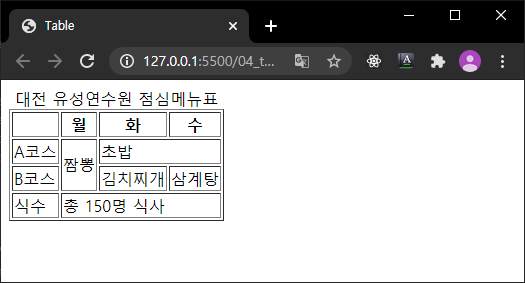 Table
127.0.0.1:5500/04_t...
대전 유성연수원 점심메뉴표
월 화 수
A코스 짬뽕 초밥
B코스 김치찌개 삼계탕
식수 총 150명 식사